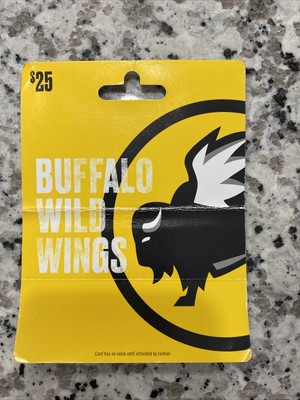 $25
BUFFALO
WILD
WINGS
Card has no value until activated by cashier.